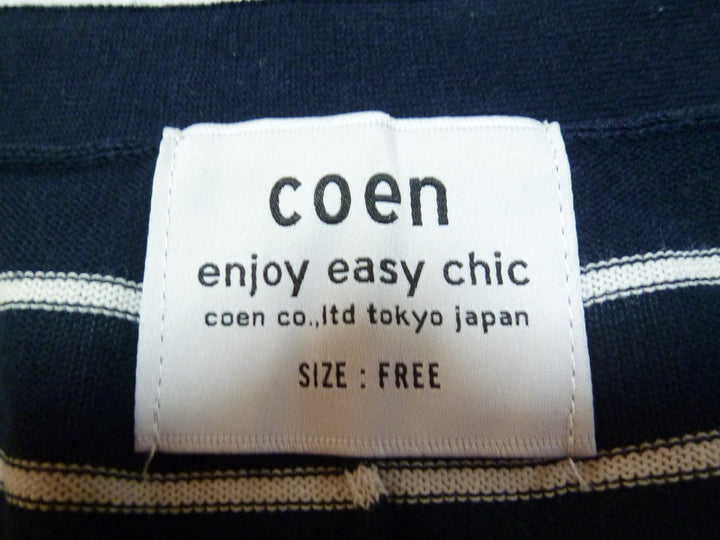 coen
enjoy easy chic
coen co.,ltd tokyo japan
SIZE : FREE